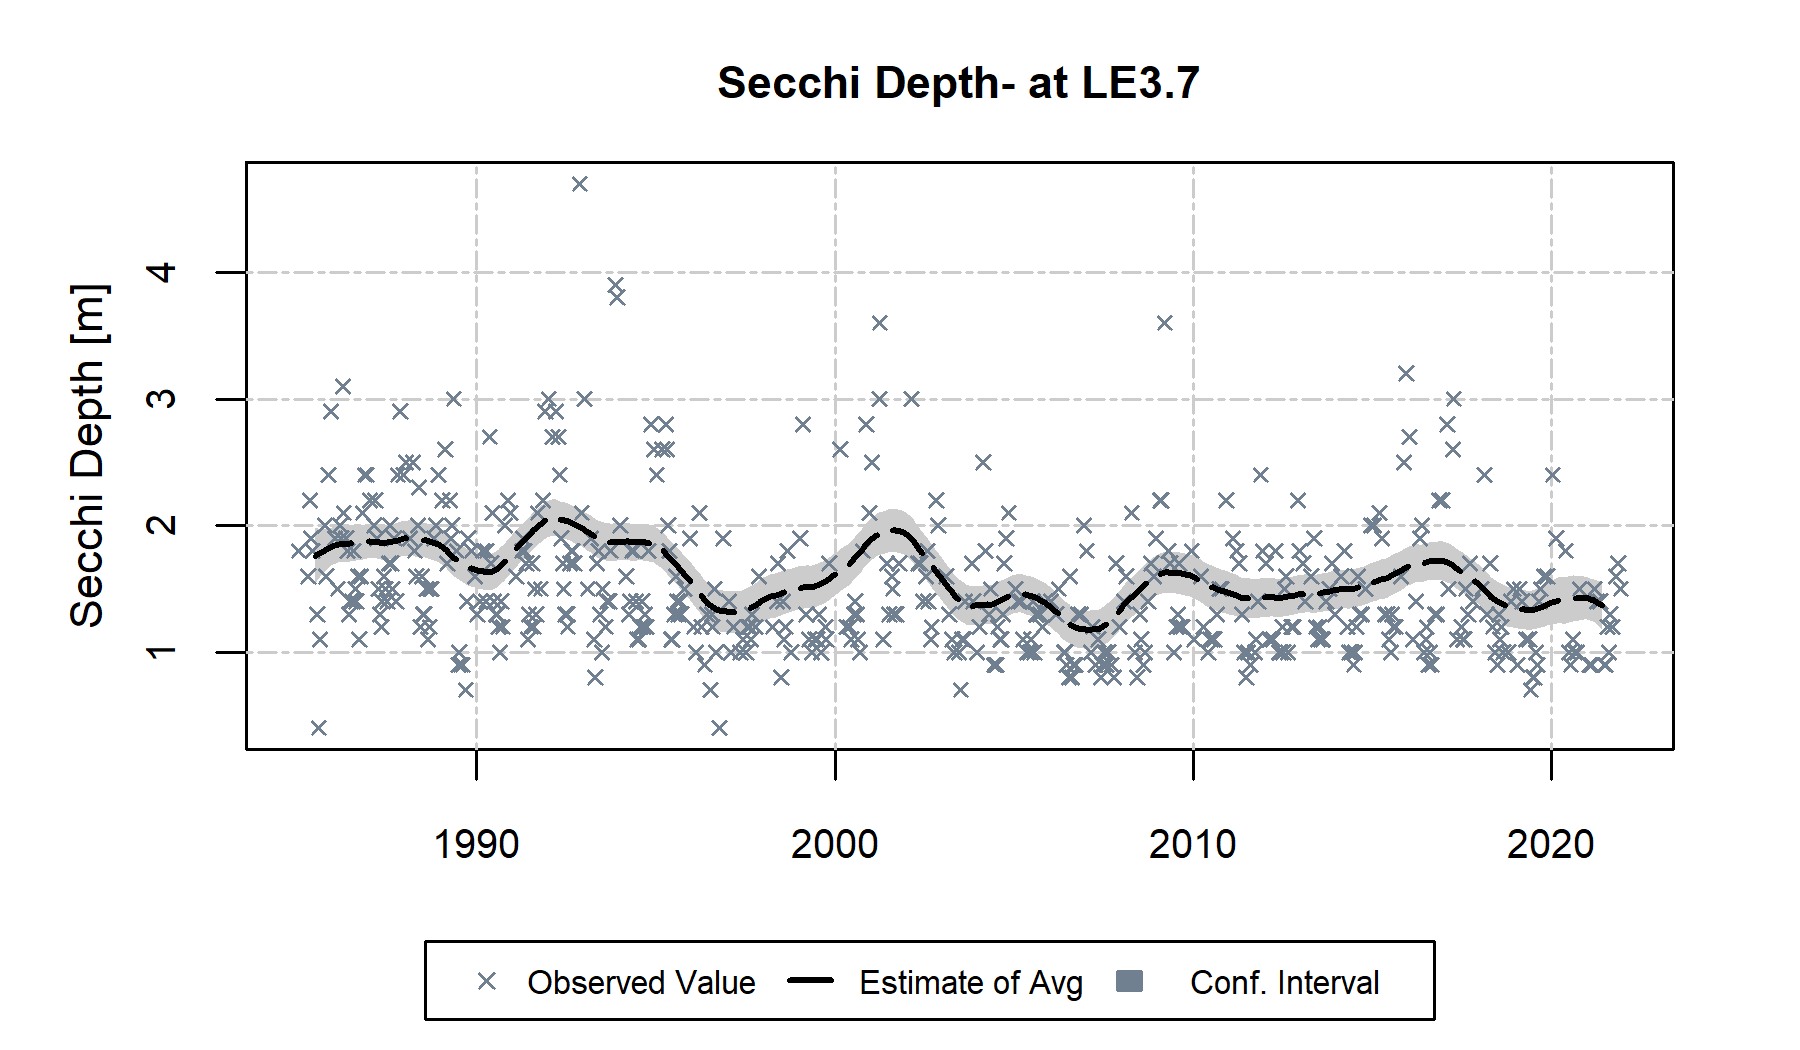 Secchi Depth- at LE3.7
Secchi Depth [m]
4
3
2
1
1990 2000 2010 2020
Observed Value Estimate of Avg Conf. Interval